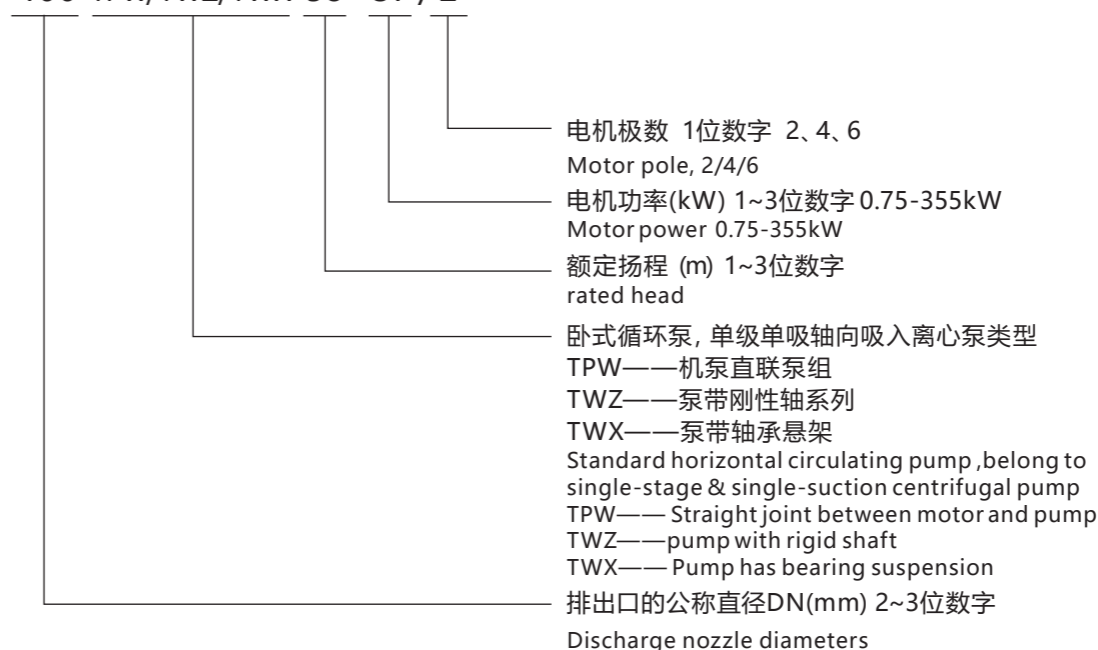 电机极数 1位数字 2、4、6
Motor pole, 2/4/6
电机功率(kW) 1~3位数字 0.75-355kW
Motor power 0.75-355kW
额定扬程 (m) 1~3位数字
rated head
卧式循环泵, 单级单吸轴向吸入离心泵类型
TPW——机泵直联泵组
TWZ——泵带刚性轴系列
TWX——泵带轴承悬架
Standard horizontal circulating pump ,belong to
single-stage & single-suction centrifugal pump
TPW—— Straight joint between motor and pump
TWZ——pump with rigid shaft
TWX—— Pump has bearing suspension
排出口的公称直径DN(mm) 2~3位数字
Discharge nozzle diameters